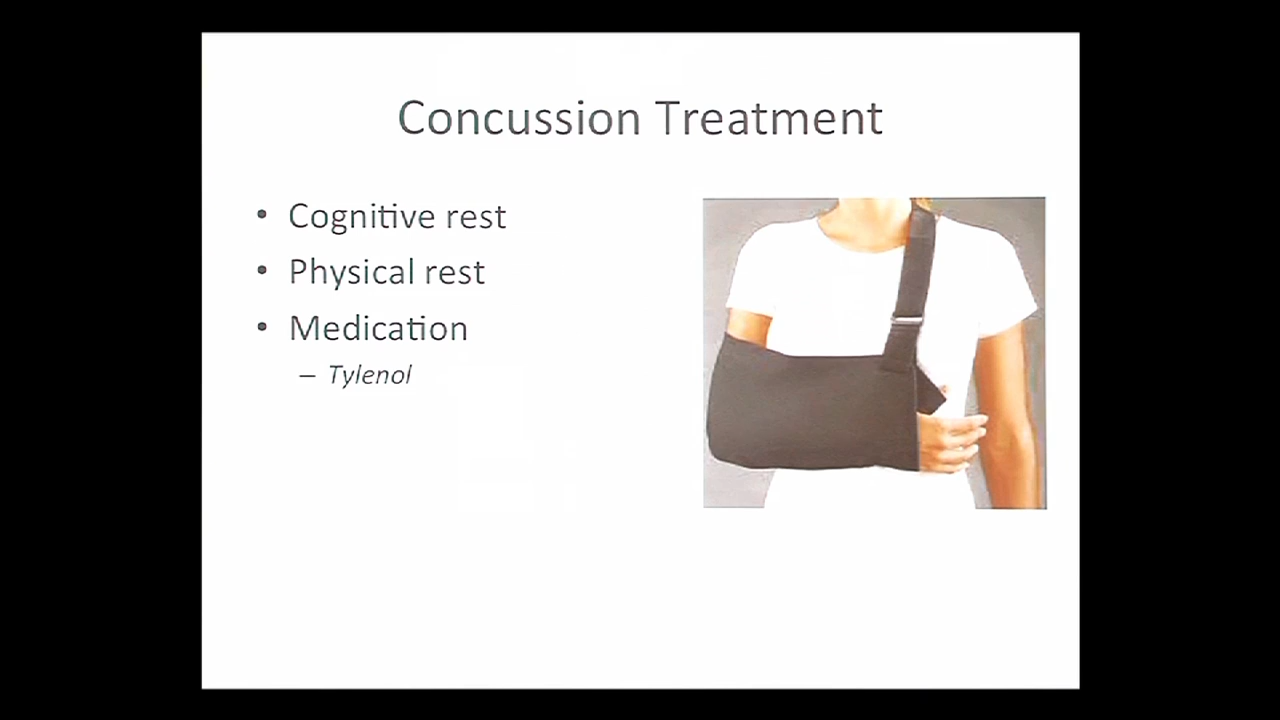 Concussion Treatment
• Cognitive rest
• Physical rest
• Medication
– Tylenol